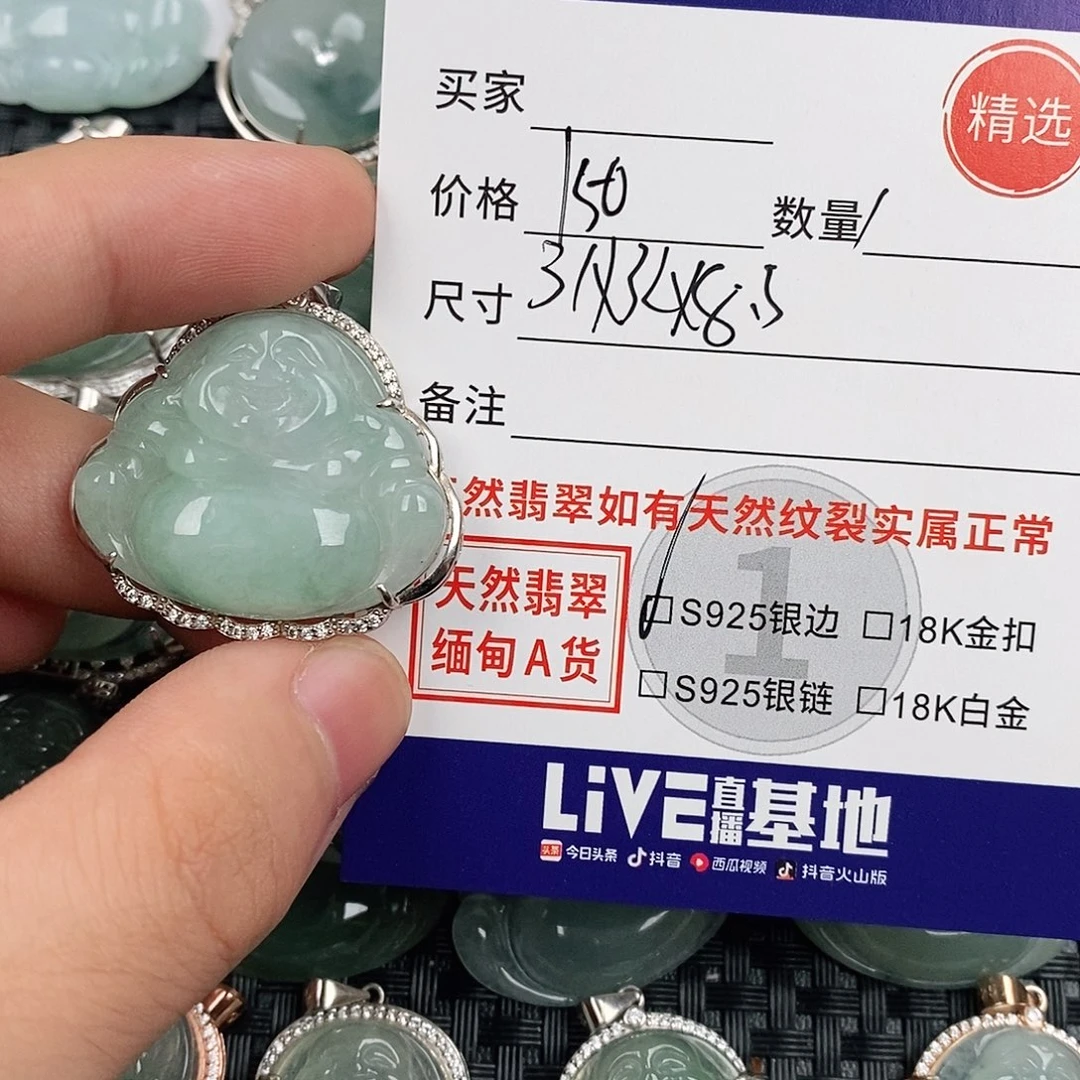 精选
买家
价格 150 数量 1
尺寸 31X34X8.5
备注
然翡翠如有天然纹裂实属正常
天然翡翠
缅甸A货
1
S925银边 18K金扣
S925银链 18K白金
LiVE直播基地
头条 今日头条 抖音 西瓜视频 抖音火山版